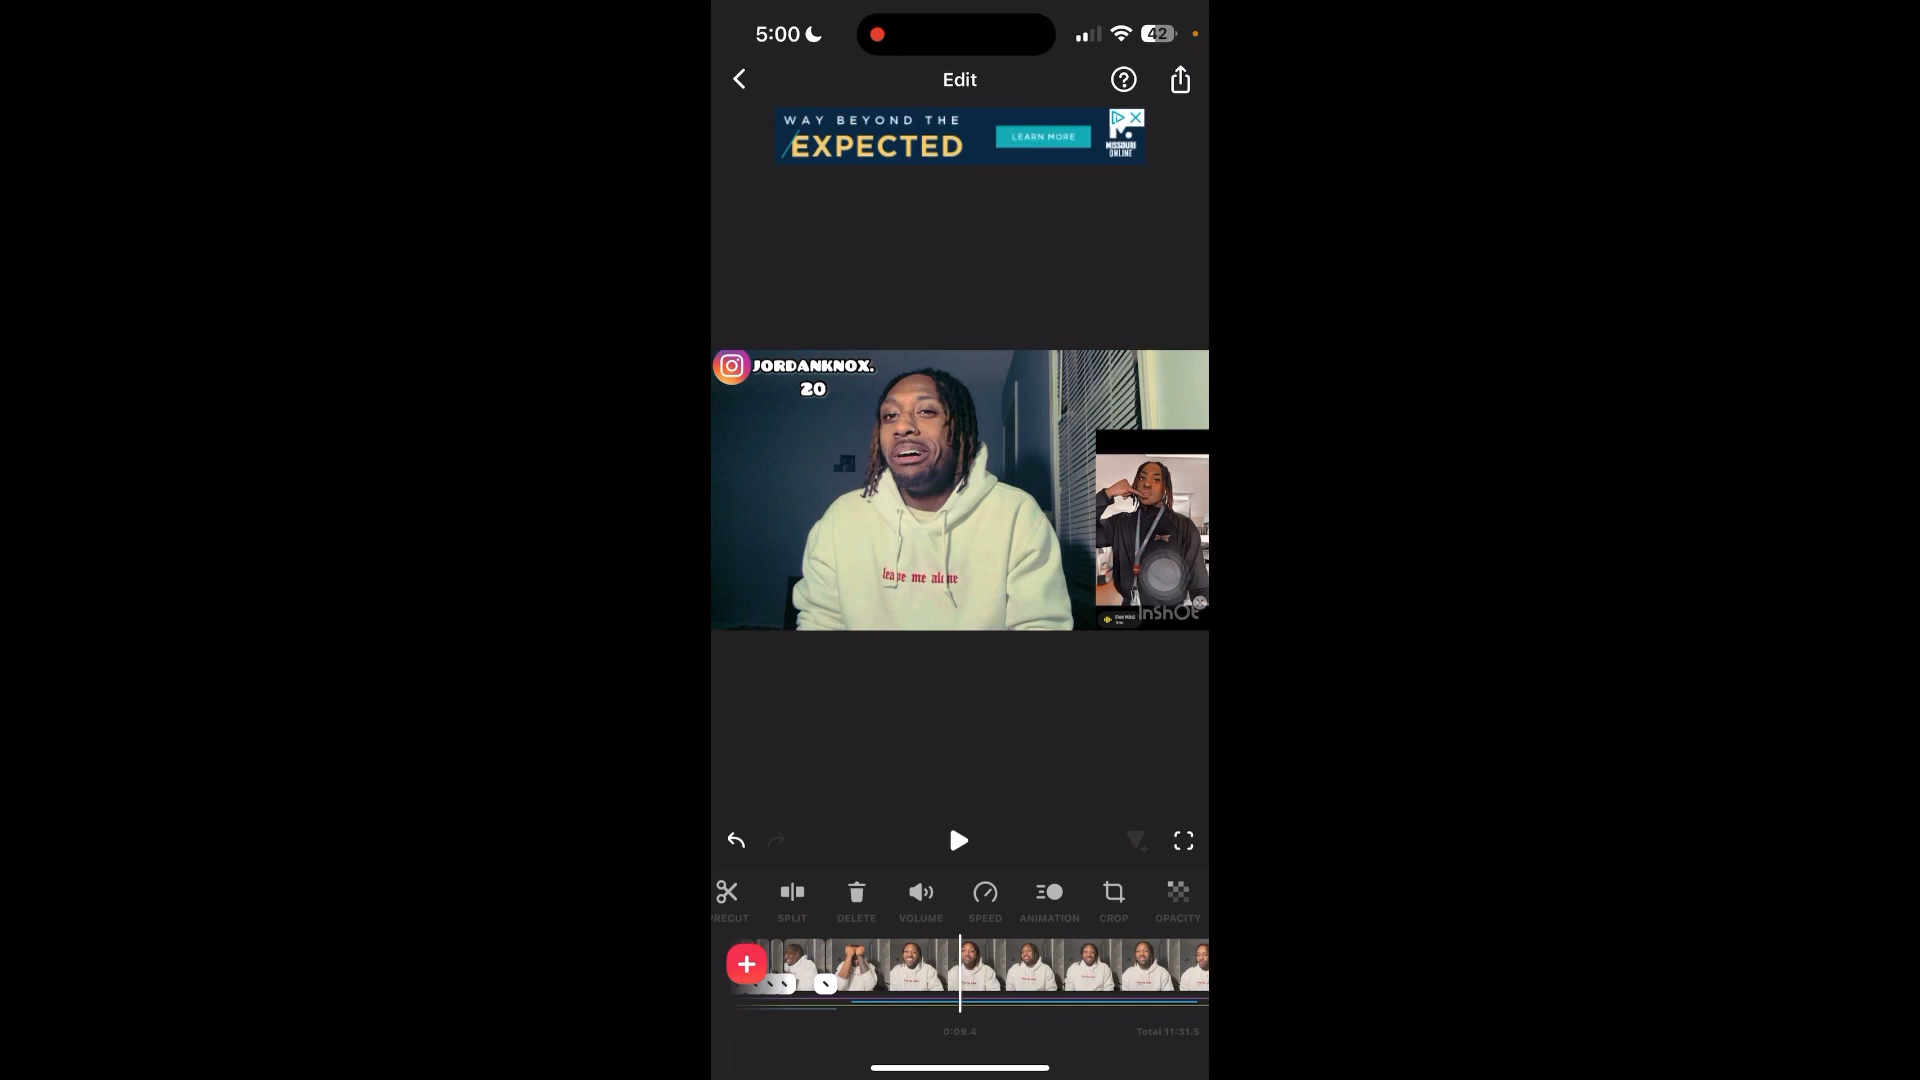 5:00
42
Edit
WAY BEYOND THE
EXPECTED
LEARN MORE
MISSOURI
ONLINE
JORDANKNOX.
20
leave me alone
InShOt
PRECUT
SPLIT
DELETE
VOLUME
SPEED
ANIMATION
CROP
OPACITY
0:09.4
Total 11:31.5